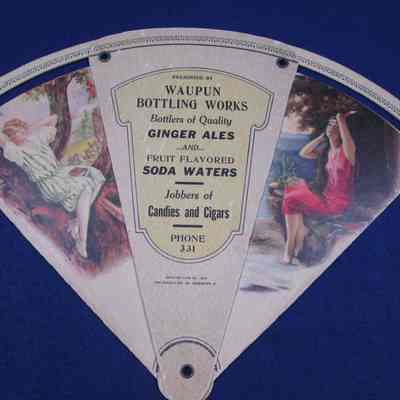 PRESENTED BY
WAUPUN
BOTTLING WORKS
Bottlers of Quality
GINGER ALES
...AND...
FRUIT FLAVORED
SODA WATERS
Jobbers of
Candies and Cigars
PHONE
331